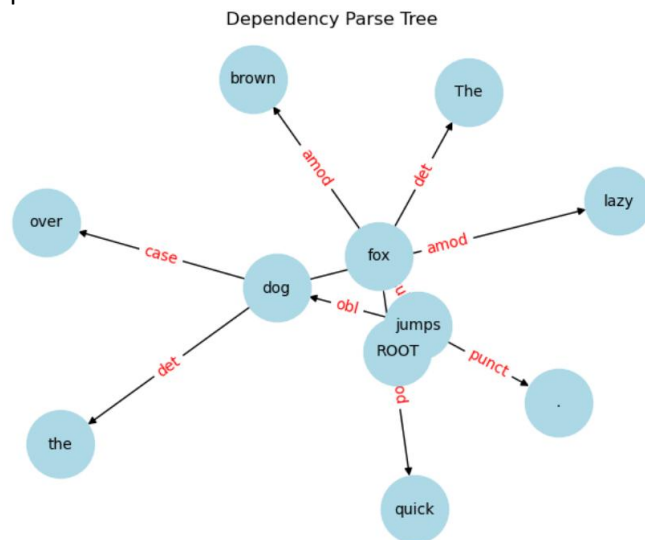 Dependency Parse Tree
brown
The
amod
det
lazy
over
amod
case
fox
dog
obl
jumps
ROOT
punct
det
.
the
quick